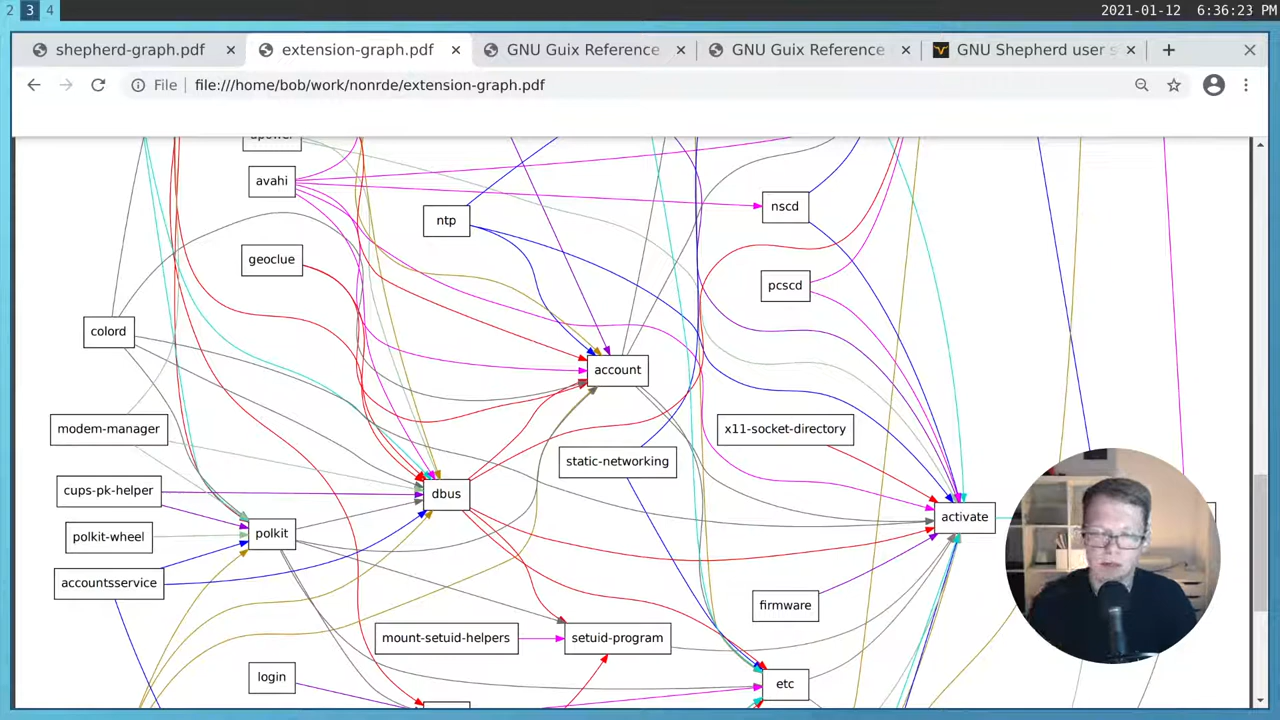 2 3 4 2021-01-12 6:36:23 PM
shepherd-graph.pdf extension-graph.pdf GNU Guix Reference GNU Guix Reference GNU Shepherd user
File file:///home/bob/work/nonrde/extension-graph.pdf
avahi
nscd
ntp
geoclue
pcscd
colord
account
modem-manager
x11-socket-directory
static-networking
cups-pk-helper
dbus
activate
polkit
polkit-wheel
accountsservice
firmware
mount-setuid-helpers
setuid-program
login
etc